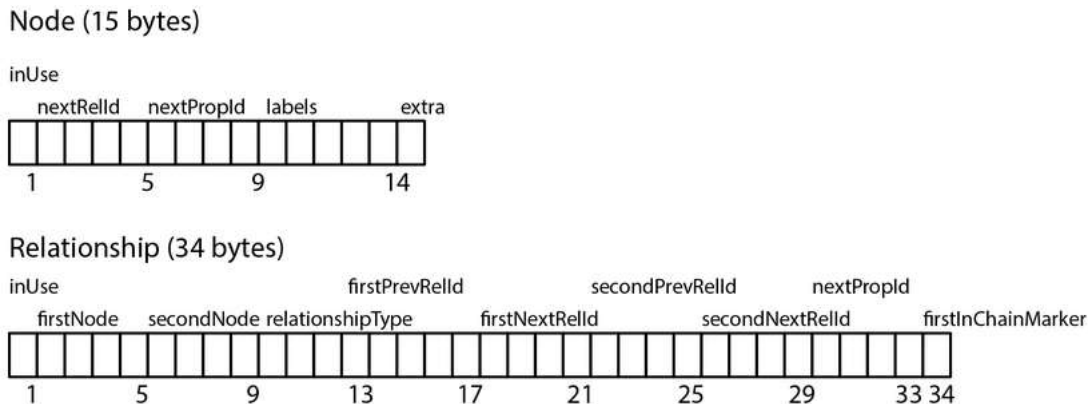 Node (15 bytes)
inUse
nextRelId nextPropId labels extra
1 5 9 14
Relationship (34 bytes)
inUse firstPrevRelId secondPrevRelId nextPropId
firstNode secondNode relationshipType firstNextRelId secondNextRelId firstInChainMarker
1 5 9 13 17 21 25 29 33 34